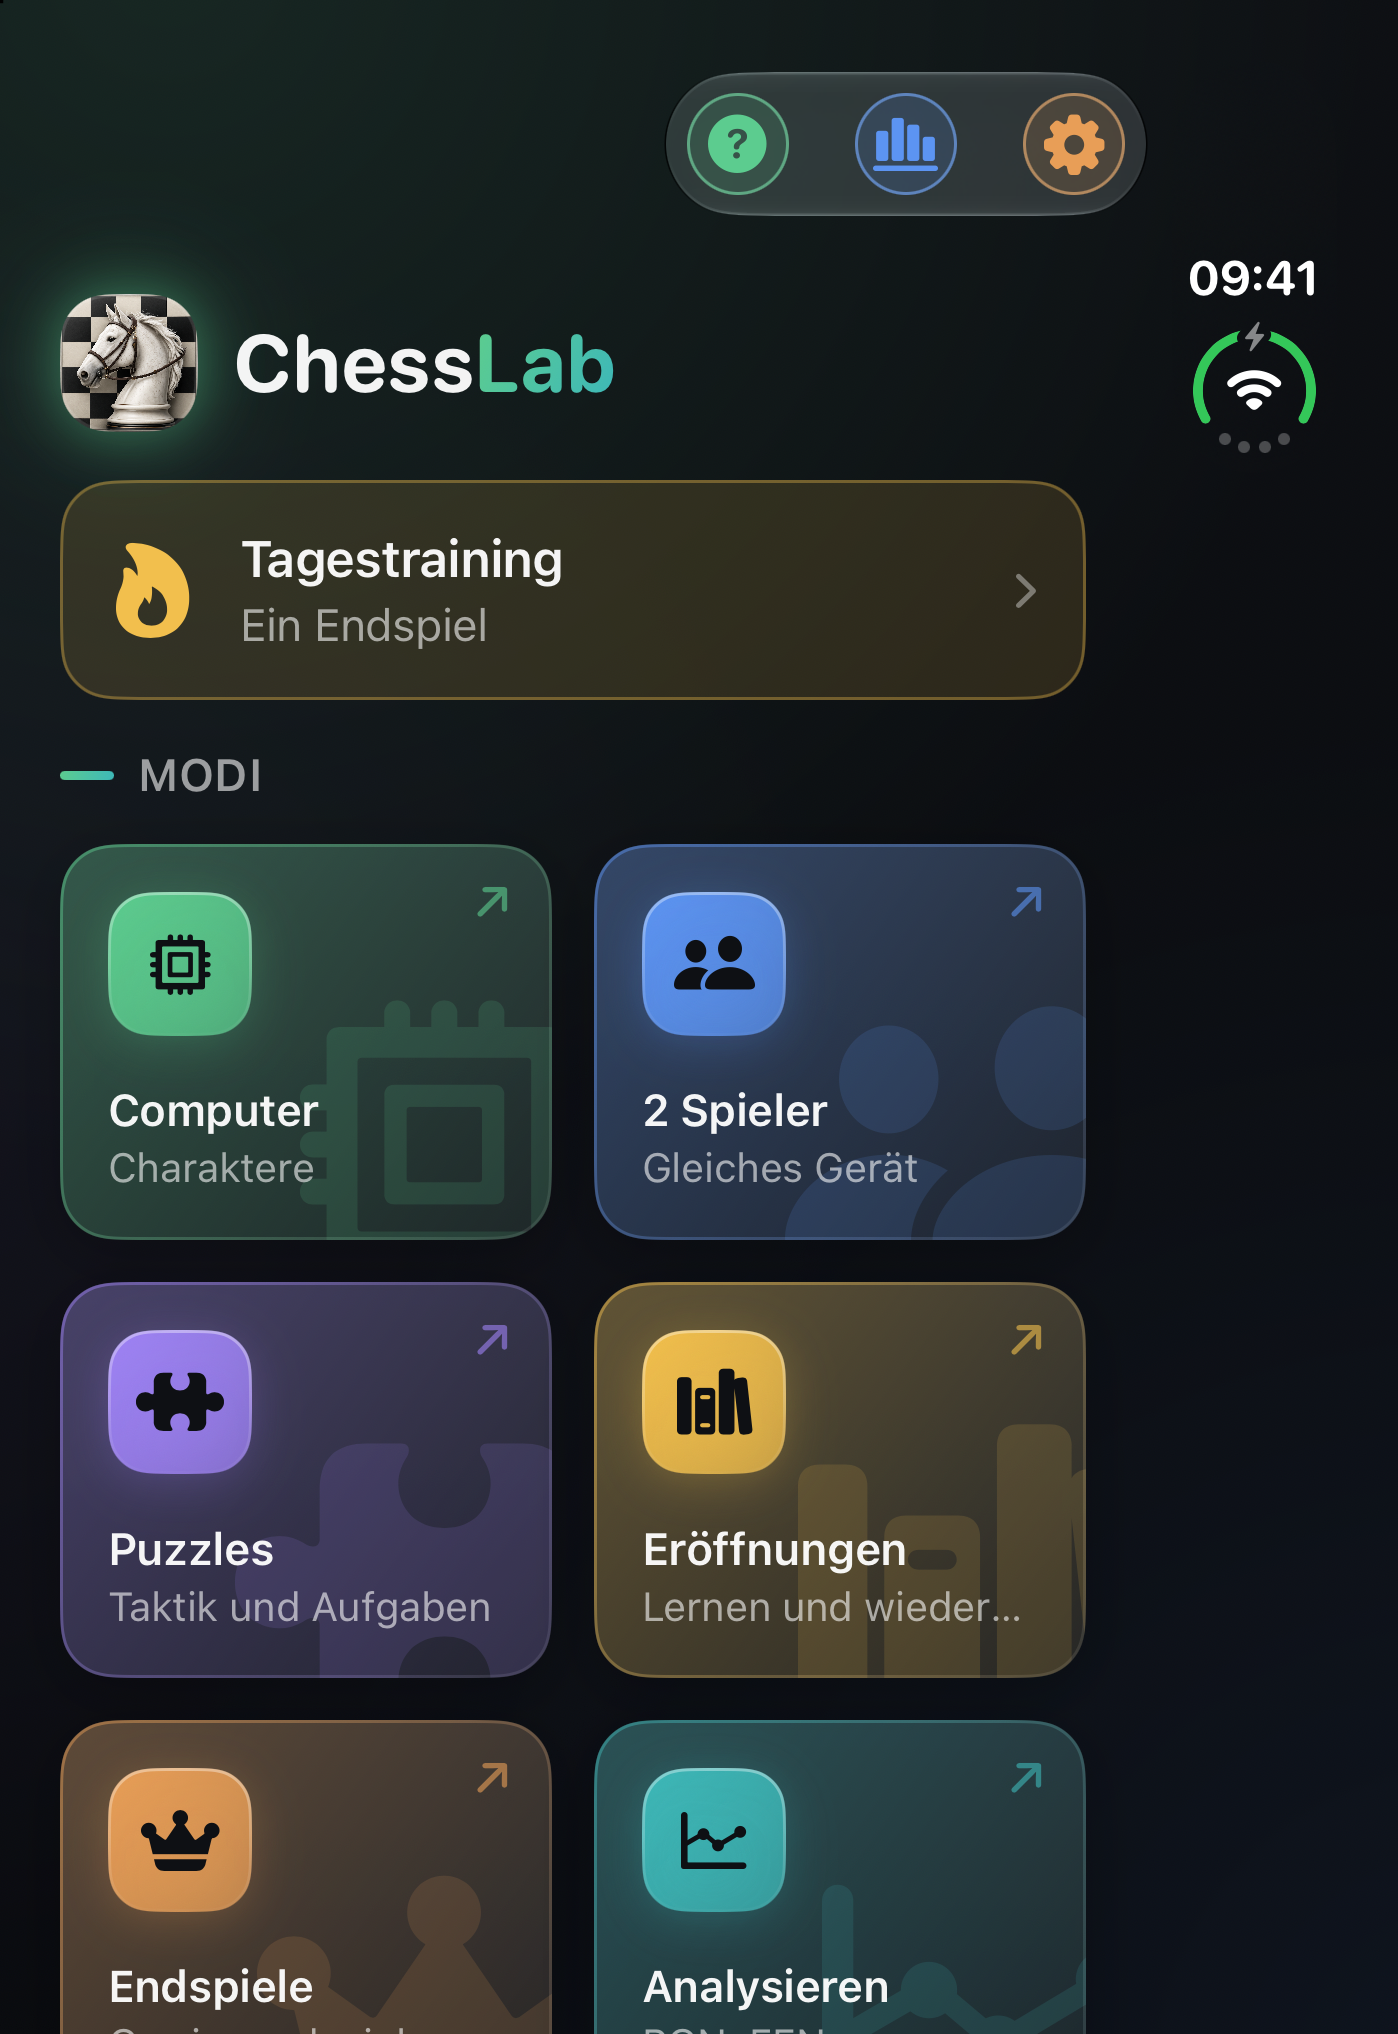 ?
09:41
ChessLab
Tagestraining
Ein Endspiel
MODI
Computer
Charaktere
2 Spieler
Gleiches Gerät
Puzzles
Taktik und Aufgaben
Eröffnungen
Lernen und wieder...
Endspiele
Analysieren